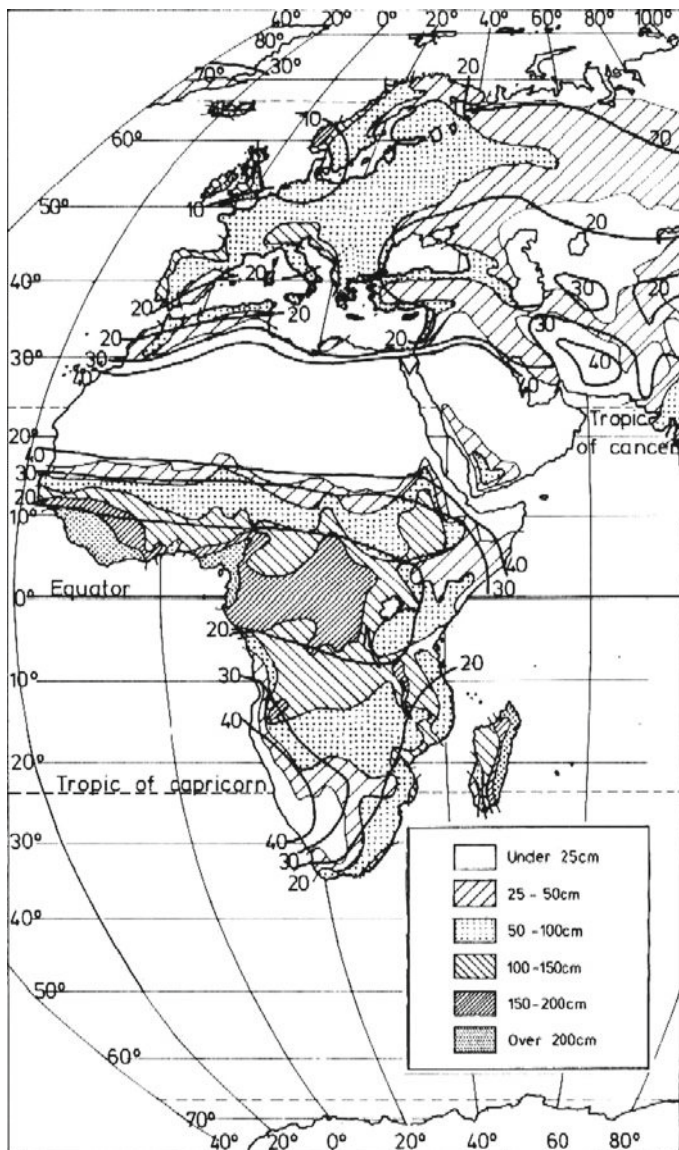 40° 20° 0° 20° 40° 60° 80° 100°
80°
70° 30° 20
60° 10 20
50° 10
20
40° 20 30 20
20 20 30
20 20 40
30° 30
40 40
Tropic
of cancer
20°
40
30
20
10°
40
Equator 30
0°
20
30 20
10°
40
20°
Tropic of capricorn
40
30° 30
20
Under 25cm
40° 25 - 50cm
50 - 100cm
100 - 150cm
50° 150 - 200cm
Over 200cm
60°
70°
40° 20° 0° 20° 40° 60° 80°